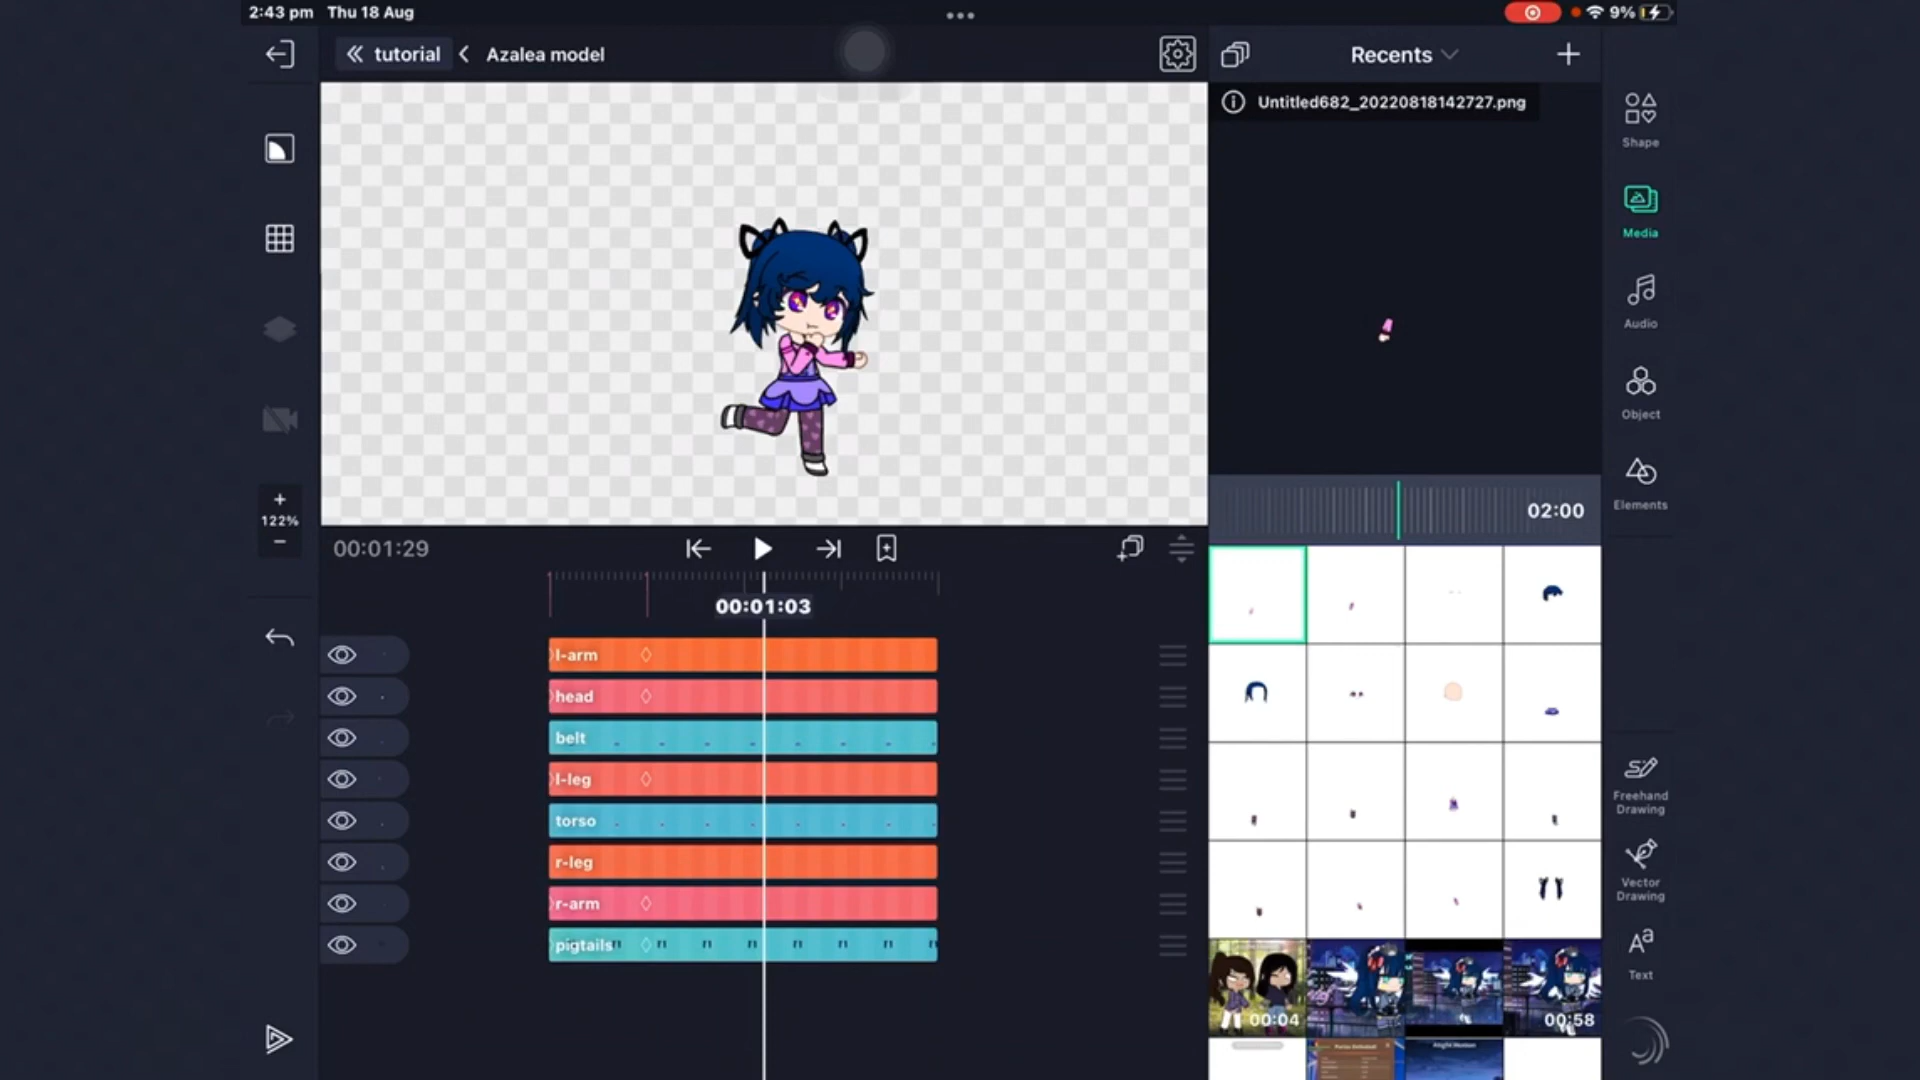 2:43 pm Thu 18 Aug
9%
tutorial
Azalea model
Recents
Untitled682_20220818142727.png
Shape
Media
Audio
Object
Elements
122%
02:00
00:01:29
00:01:03
l-arm
head
belt
l-leg
torso
r-leg
r-arm
pigtails
Freehand
Drawing
Vector
Drawing
Text
00:04
00:58